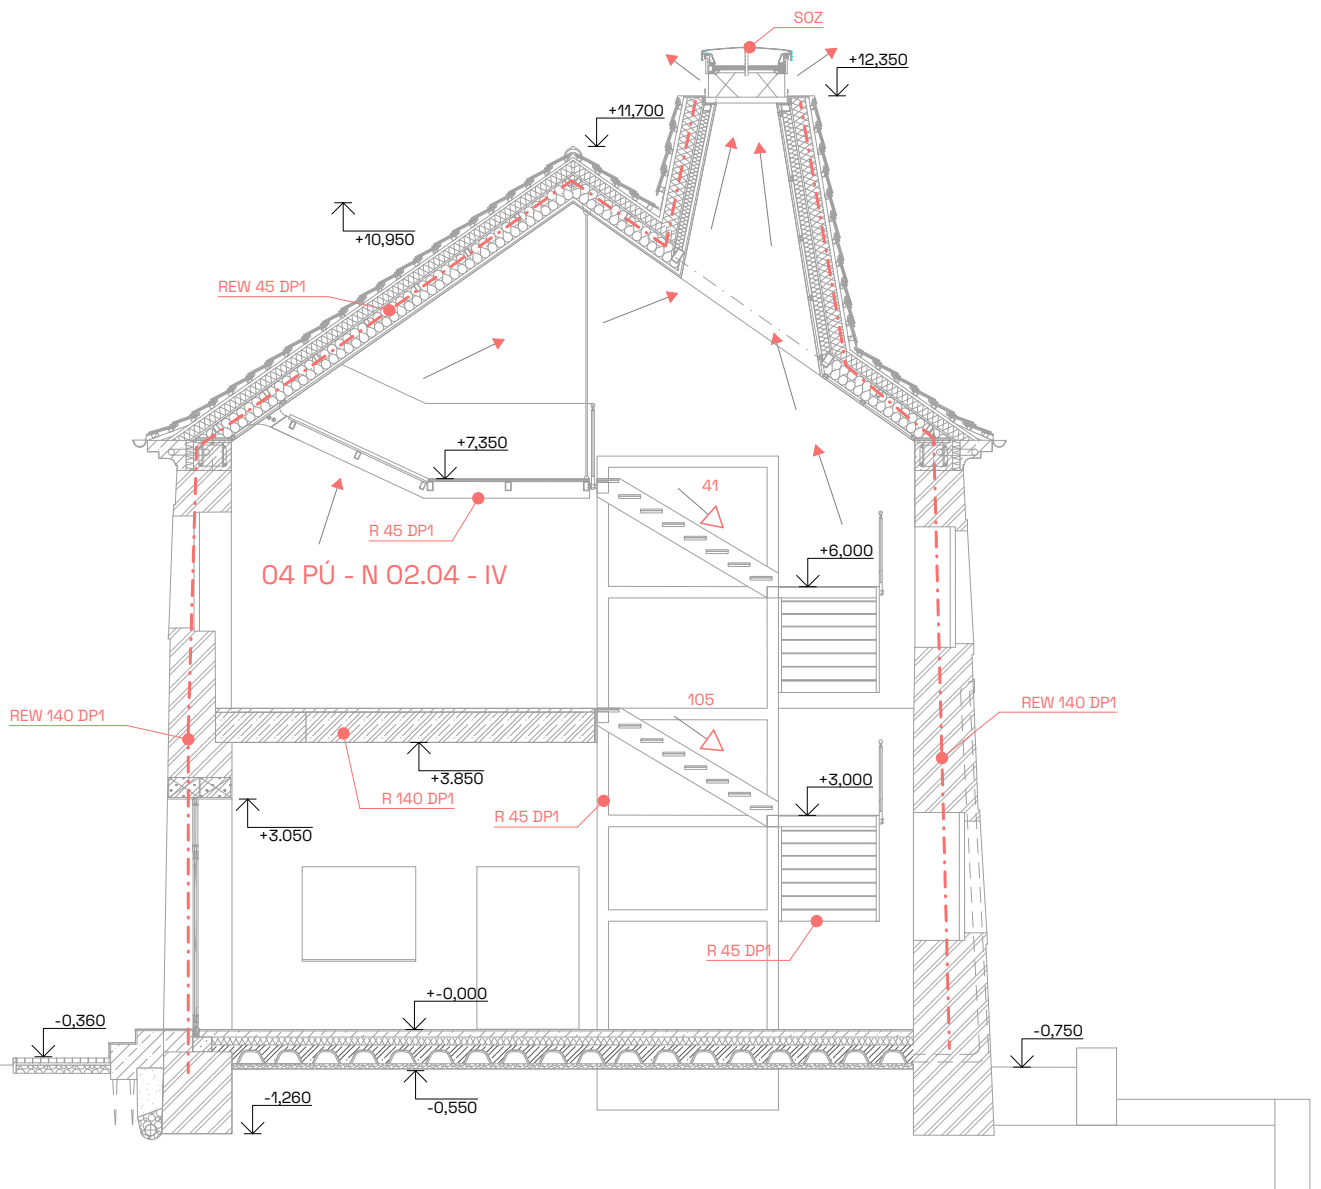 SOZ
+12,350
+11,700
+10,950
REW 45 DP1
+7,350
41
R 45 DP1
+6,000
04 PÚ - N 02.04 - IV
105
REW 140 DP1
REW 140 DP1
+3.850
+3,000
R 140 DP1
R 45 DP1
+3.050
R 45 DP1
+-0,000
-0,360
-0,750
-1,260
-0,550